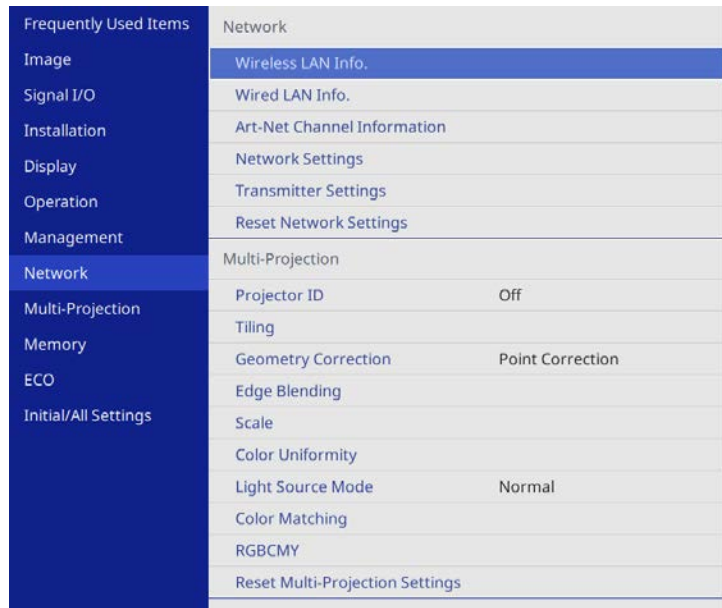 Frequently Used Items
Image
Signal I/O
Installation
Display
Operation
Management
Network
Multi-Projection
Memory
ECO
Initial/All Settings
Network
Wireless LAN Info.
Wired LAN Info.
Art-Net Channel Information
Network Settings
Transmitter Settings
Reset Network Settings
Multi-Projection
Projector ID Off
Tiling
Geometry Correction Point Correction
Edge Blending
Scale
Color Uniformity
Light Source Mode Normal
Color Matching
RGBCMY
Reset Multi-Projection Settings